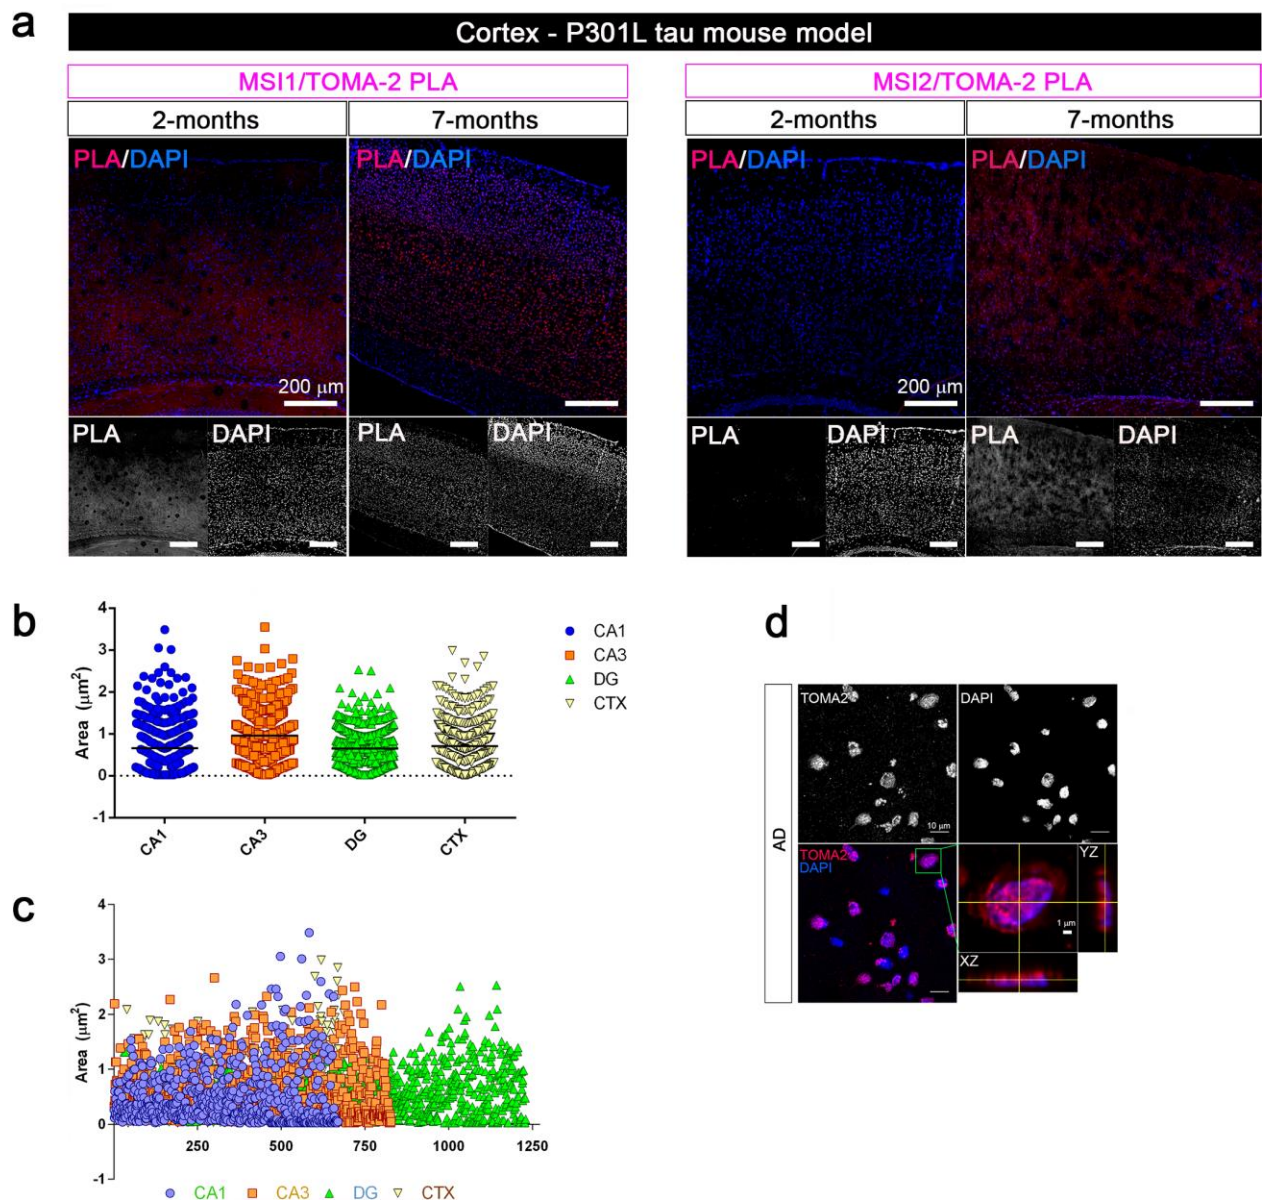 a
Cortex - P301L tau mouse model
MSI1/TOMA-2 PLA
MSI2/TOMA-2 PLA
2-months
7-months
2-months
7-months
PLA/DAPI
PLA/DAPI
PLA/DAPI
PLA/DAPI
200 μm
200 μm
PLA
DAPI
PLA
DAPI
PLA
DAPI
PLA
DAPI
b
4
3
2
1
0
-1
Area (μm²)
CA1
CA3
DG
CTX
CA1
CA3
DG
CTX
c
4
3
2
1
0
-1
Area (μm²)
250
500
750
1000
1250
CA1
CA3
DG
CTX
d
AD
TOMA2
DAPI
10 μm
TOMA2
DAPI
YZ
1 μm
XZ